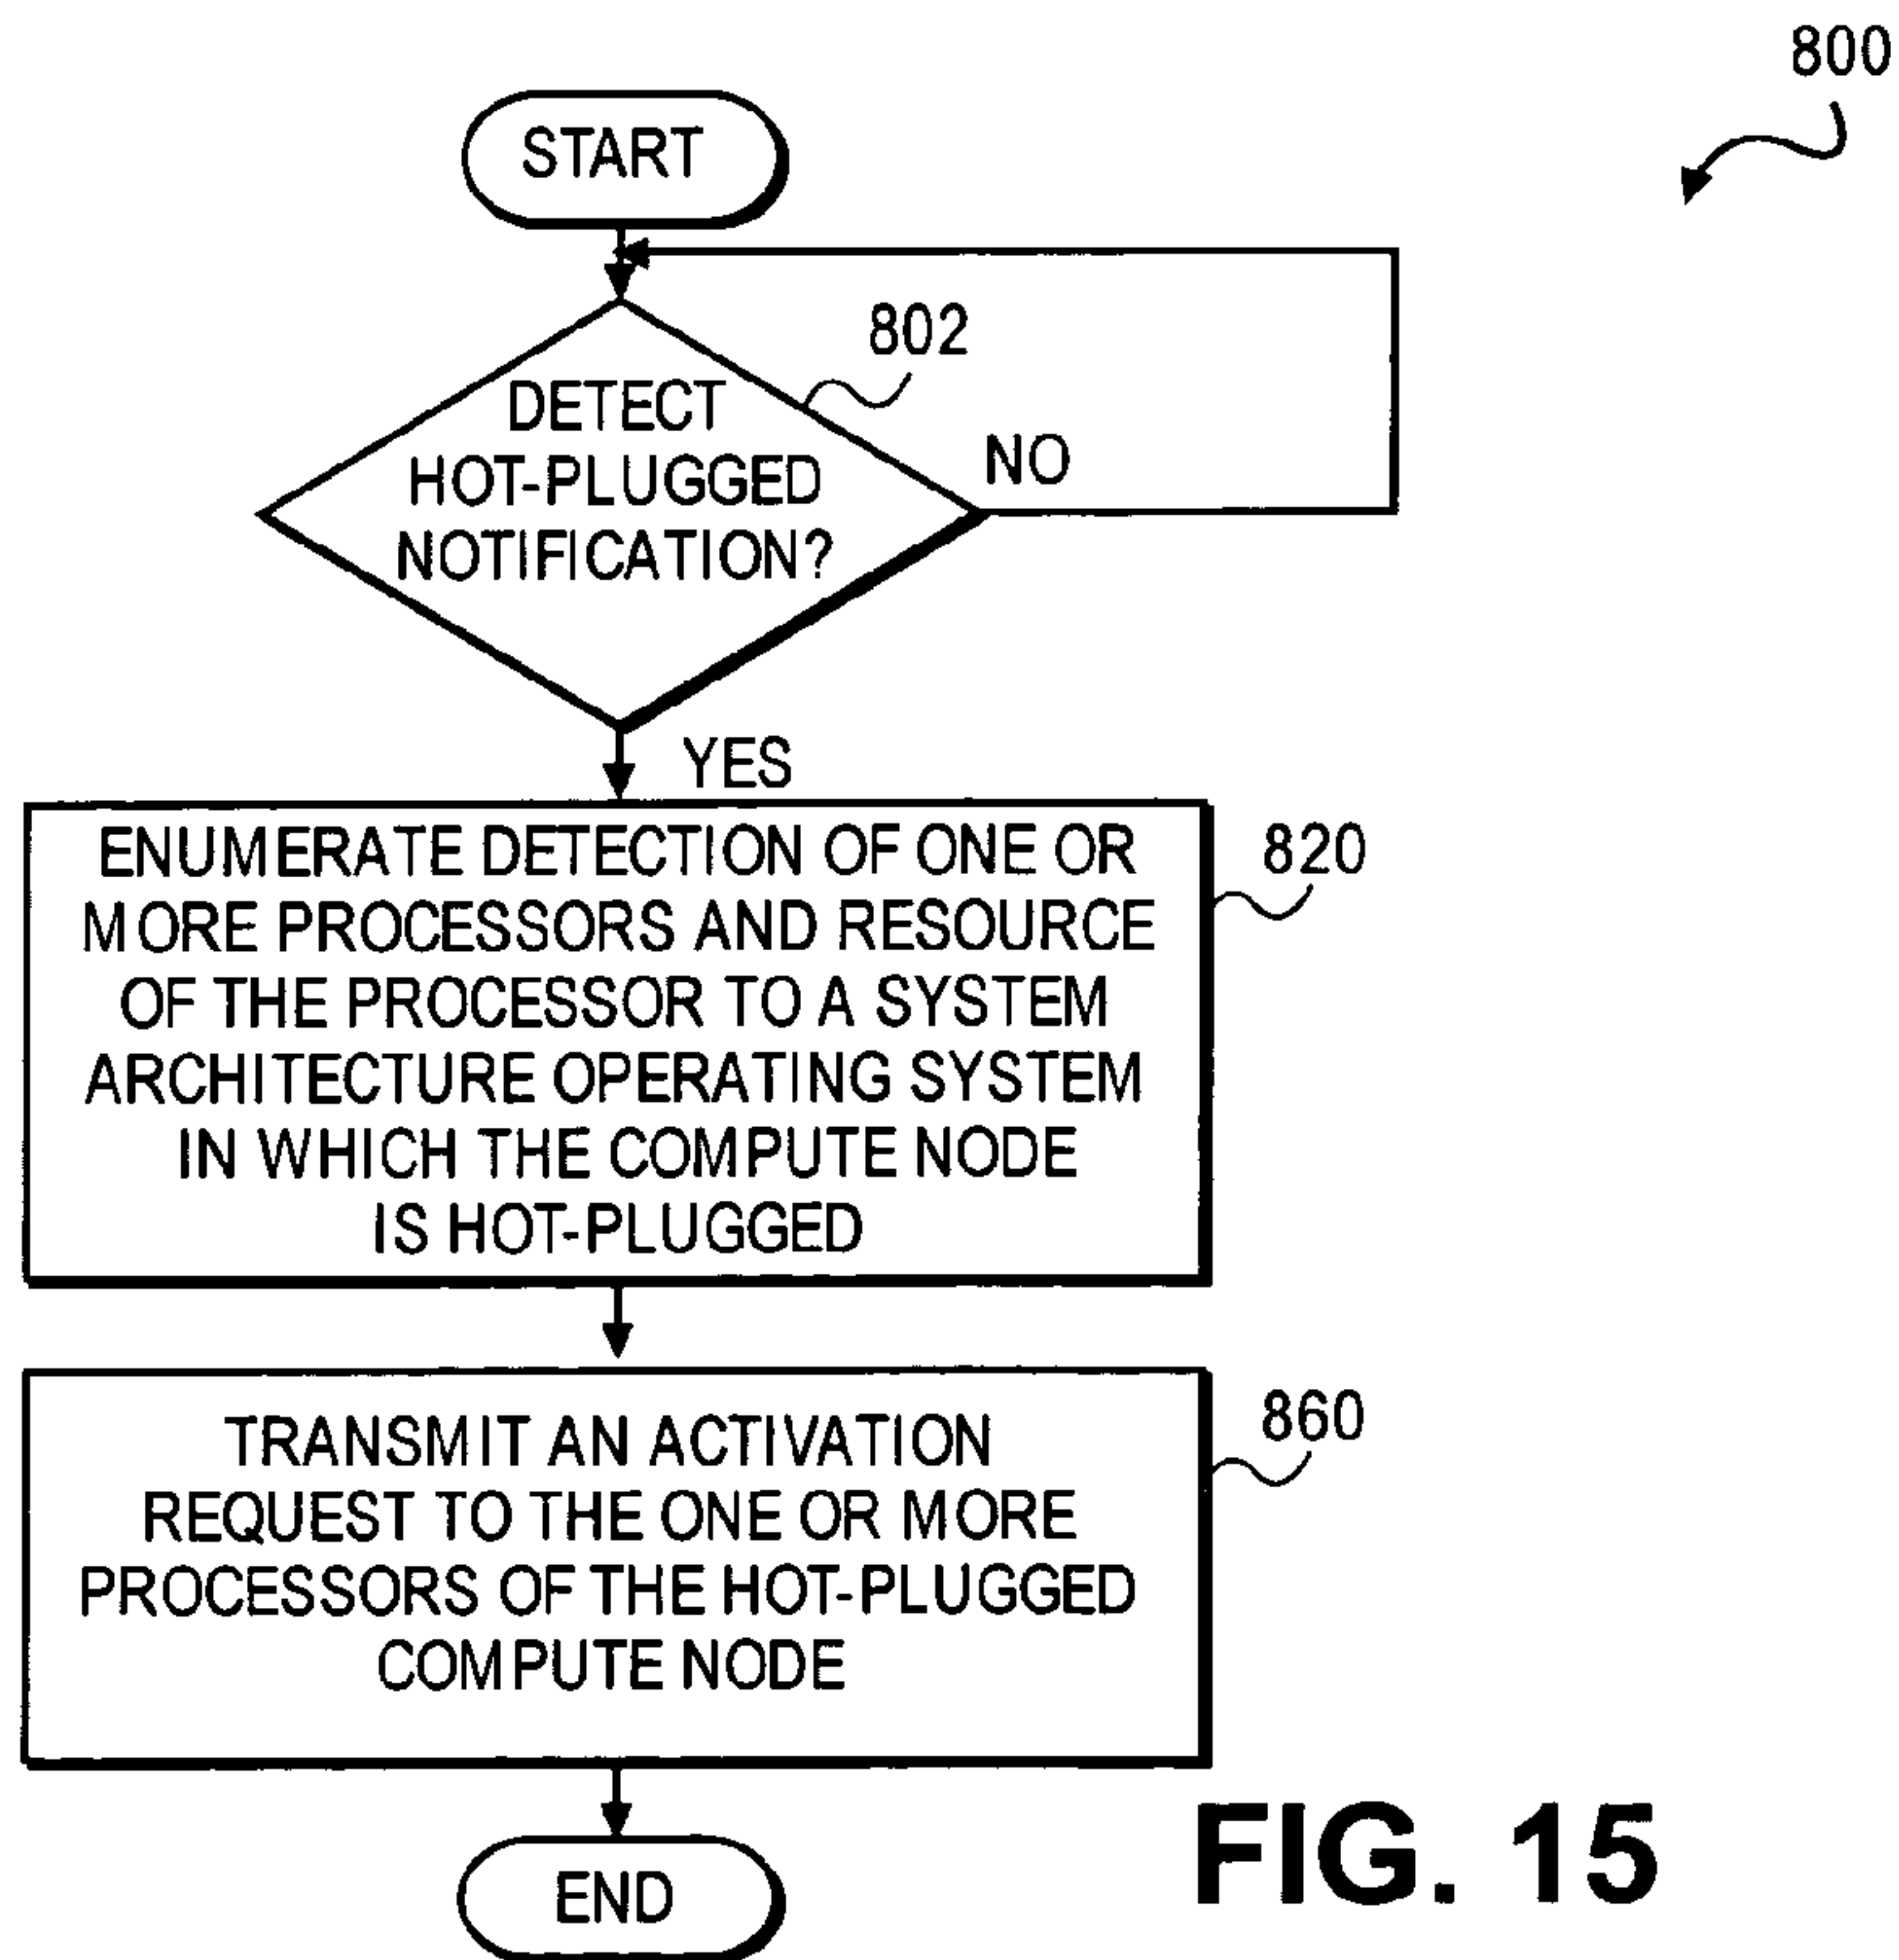 800
START
802
DETECT
HOT-PLUGGED
NOTIFICATION?
NO
YES
ENUMERATE DETECTION OF ONE OR
MORE PROCESSORS AND RESOURCE
OF THE PROCESSOR TO A SYSTEM
ARCHITECTURE OPERATING SYSTEM
IN WHICH THE COMPUTE NODE
IS HOT-PLUGGED
820
TRANSMIT AN ACTIVATION
REQUEST TO THE ONE OR MORE
PROCESSORS OF THE HOT-PLUGGED
COMPUTE NODE
860
END
FIG. 15